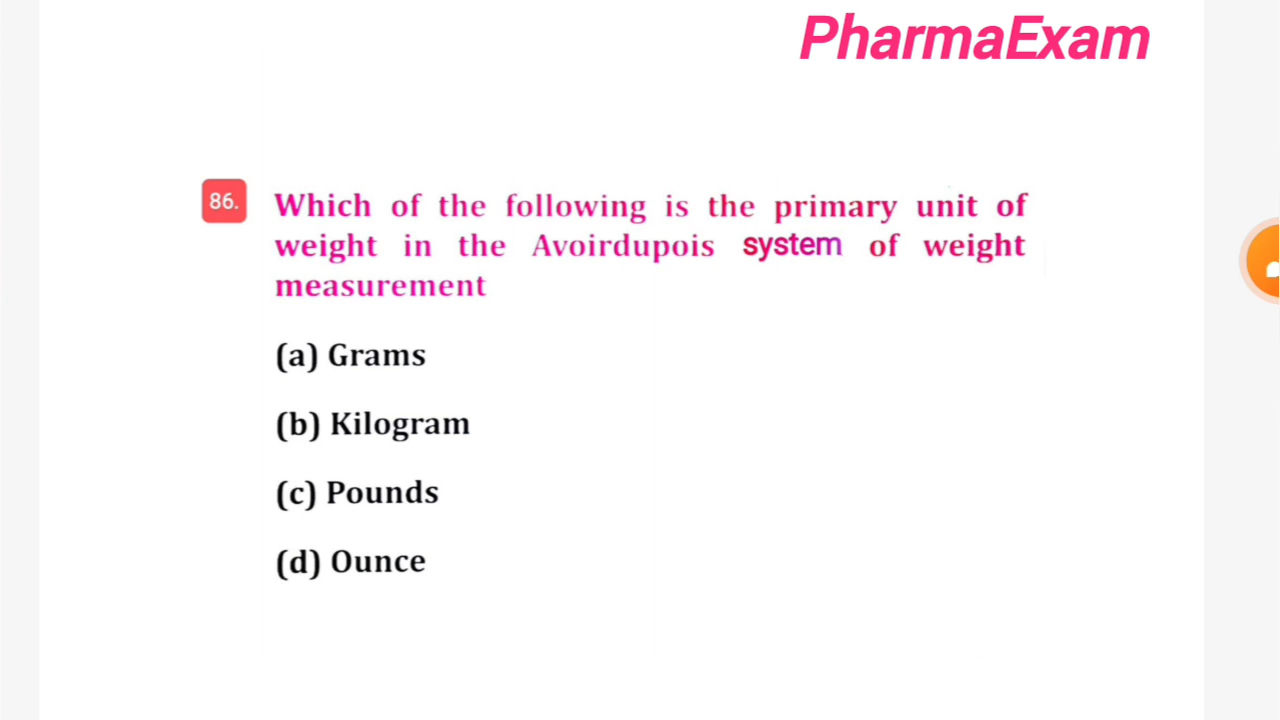 PharmaExam
86. Which of the following is the primary unit of
weight in the Avoirdupois system of weight
measurement
(a) Grams
(b) Kilogram
(c) Pounds
(d) Ounce